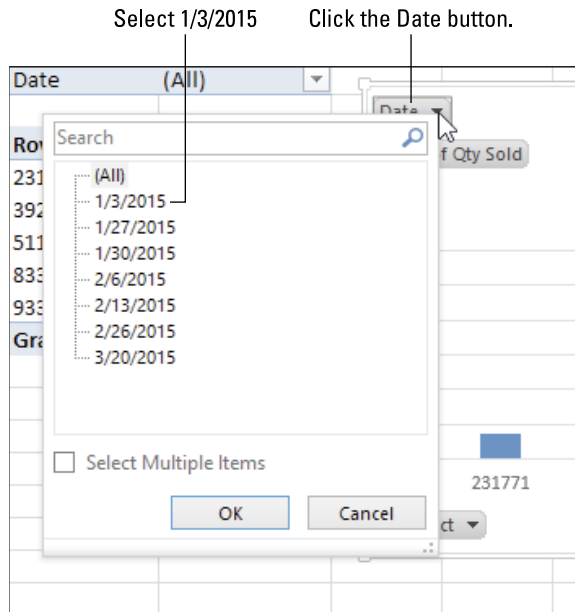 Select 1/3/2015 Click the Date button.
Date (All)
Date
Search
Row
f Qty Sold
(All)
231
1/3/2015
392
1/27/2015
511
1/30/2015
833
2/6/2015
933
2/13/2015
Gra
2/26/2015
3/20/2015
Select Multiple Items
231771
OK Cancel
ct